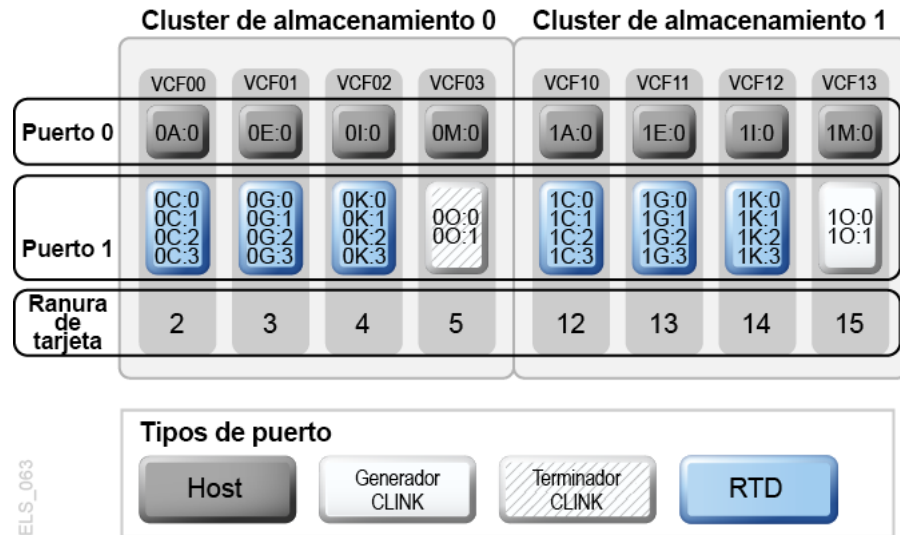 Cluster de almacenamiento 0 Cluster de almacenamiento 1
VCF00 VCF01 VCF02 VCF03 VCF10 VCF11 VCF12 VCF13
Puerto 0 0A:0 0E:0 0I:0 0M:0 1A:0 1E:0 1I:0 1M:0
0C:0 0G:0 0K:0 1C:0 1G:0 1K:0
0C:1 0G:1 0K:1 0O:0 1C:1 1G:1 1K:1 1O:0
Puerto 1 0C:2 0G:2 0K:2 0O:1 1C:2 1G:2 1K:2 1O:1
0C:3 0G:3 0K:3 1C:3 1G:3 1K:3
Ranura
de
tarjeta
2 3 4 5 12 13 14 15
Tipos de puerto
Host
Generador
CLINK
Terminador
CLINK
RTD
ELS_063